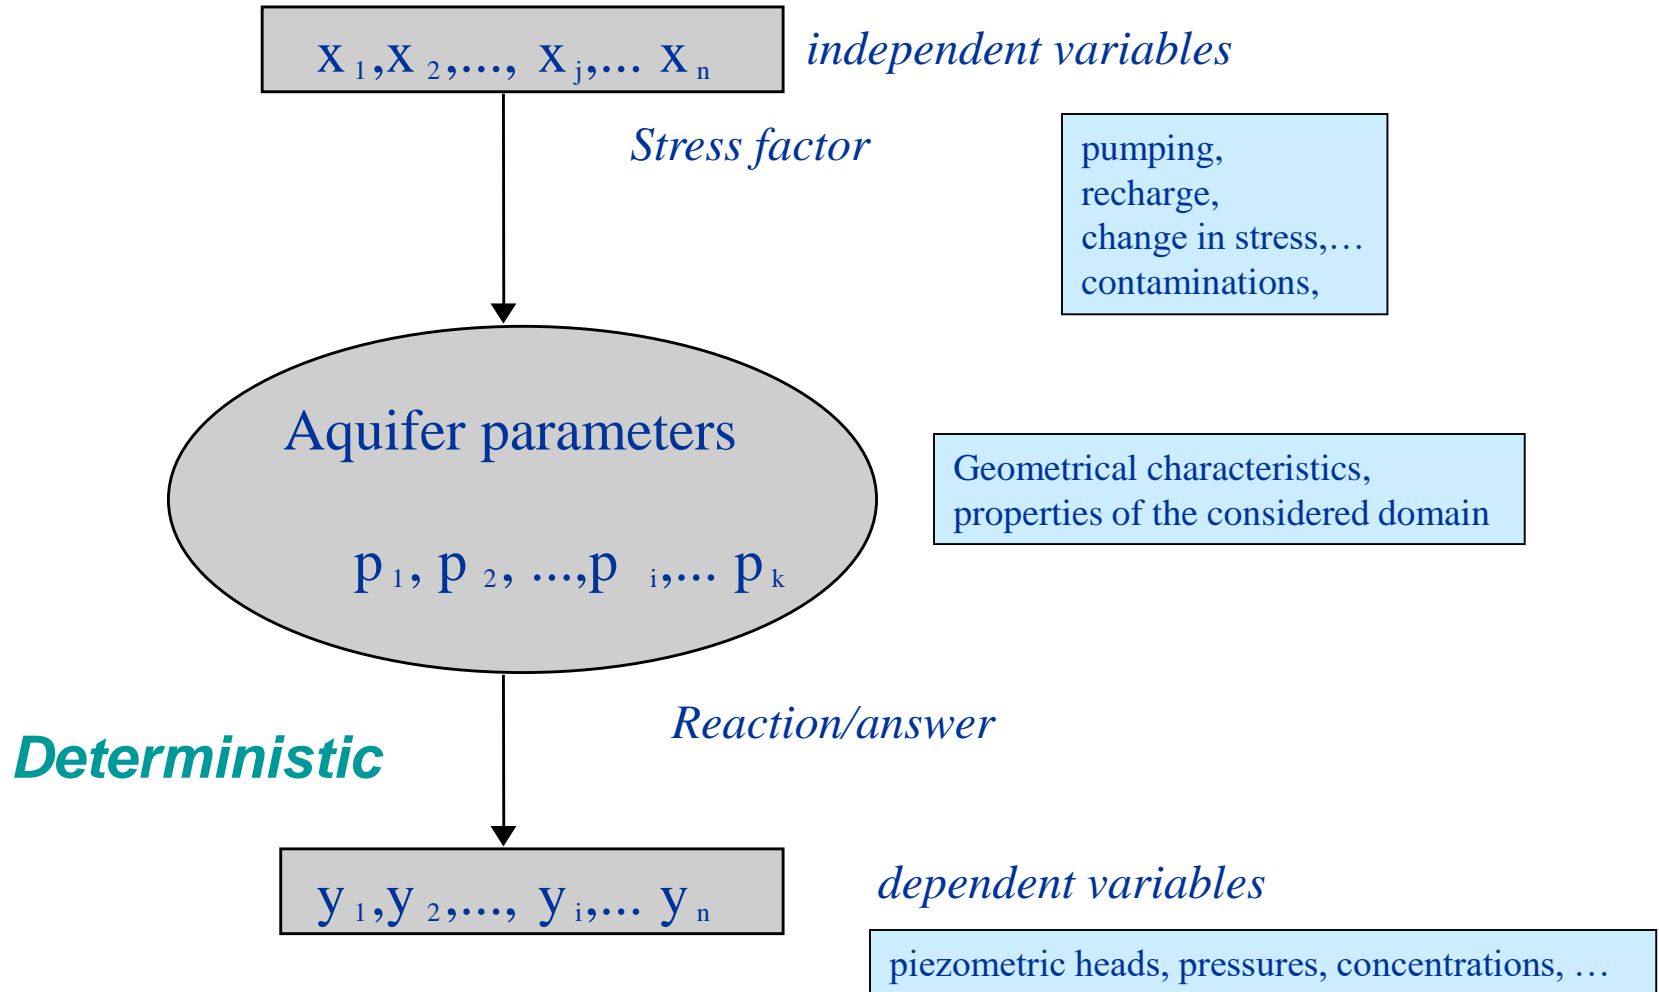 x 1,x 2,..., x j,... x n
independent variables
Stress factor
pumping,
recharge,
change in stress,…
contaminations,
Aquifer parameters
p 1, p 2, ...,p i,... p k
Geometrical characteristics,
properties of the considered domain
Reaction/answer
Deterministic
y 1,y 2,..., y i,... y n
dependent variables
piezometric heads, pressures, concentrations, …